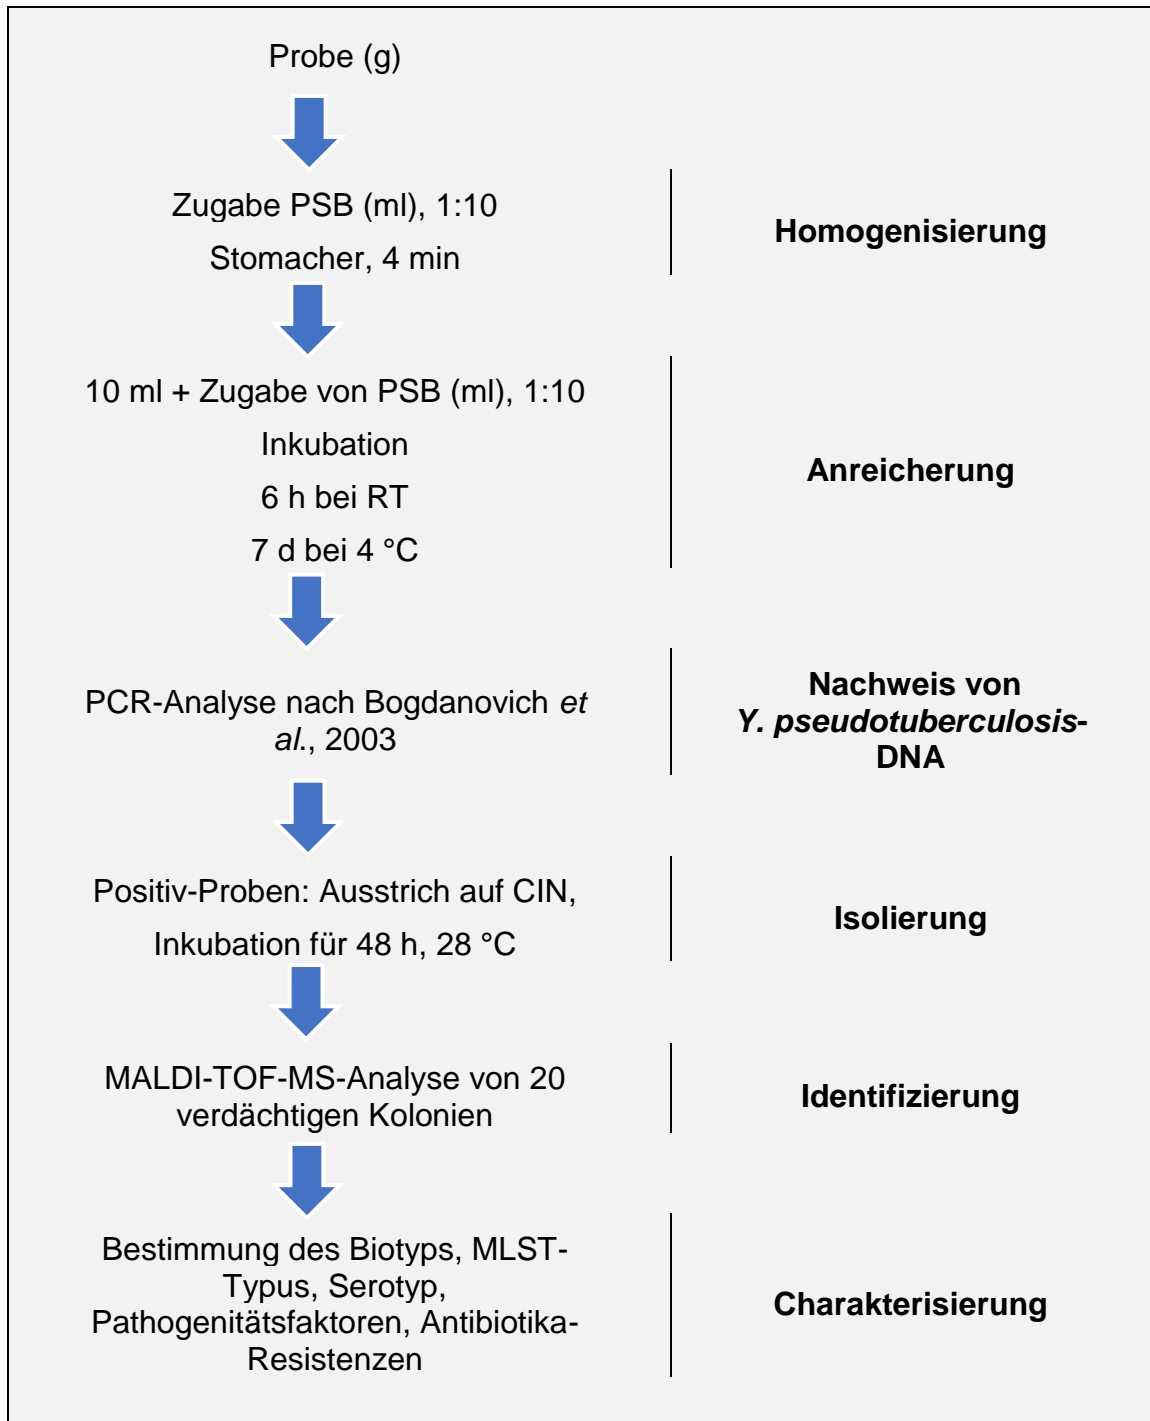 Probe (g)
Zugabe PSB (ml), 1:10
Stomacher, 4 min
Homogenisierung
10 ml + Zugabe von PSB (ml), 1:10
Inkubation
6 h bei RT
7 d bei 4 °C
Anreicherung
PCR-Analyse nach Bogdanovich et
al., 2003
Nachweis von
Y. pseudotuberculosis-
DNA
Positiv-Proben: Ausstrich auf CIN,
Inkubation für 48 h, 28 °C
Isolierung
MALDI-TOF-MS-Analyse von 20
verdächtigen Kolonien
Identifizierung
Bestimmung des Biotyps, MLST-
Typus, Serotyp,
Pathogenitätsfaktoren, Antibiotika-
Resistenzen
Charakterisierung